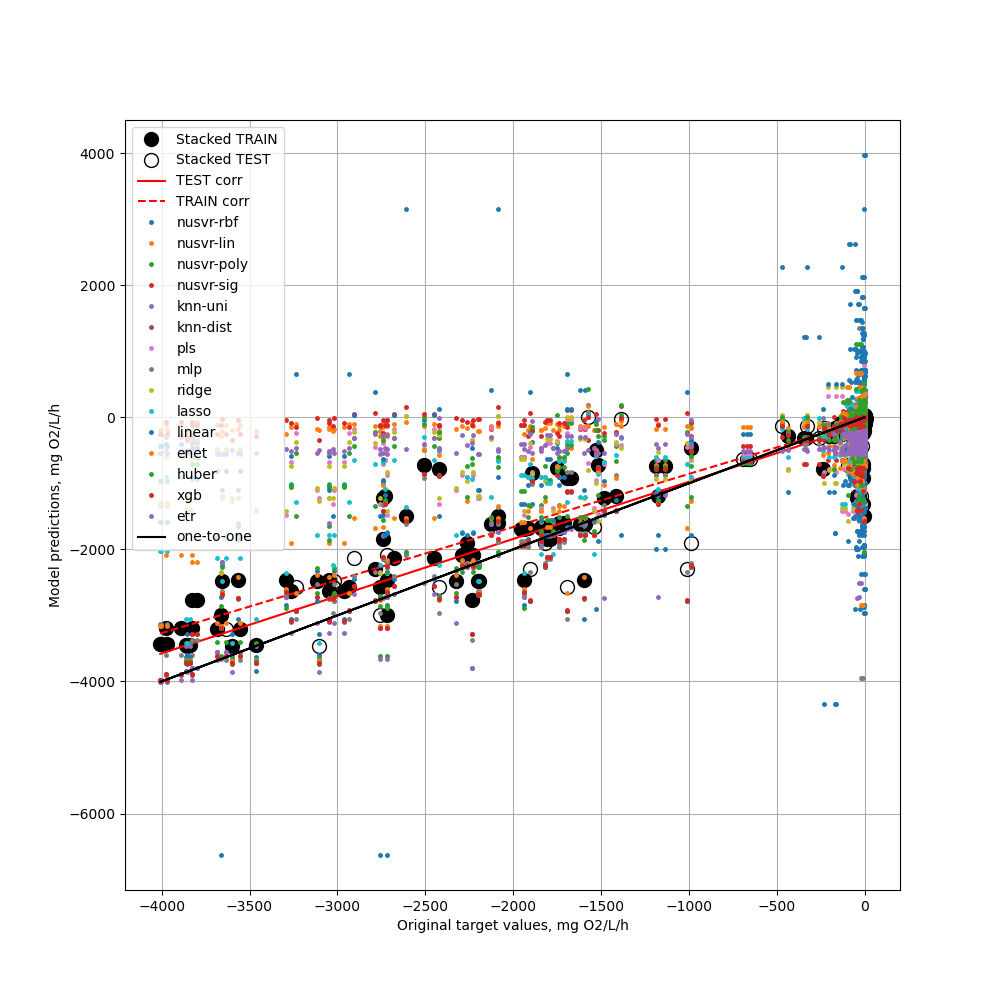 Stacked TRAIN
Stacked TEST
TEST corr
TRAIN corr
nusvr-rbf
nusvr-lin
nusvr-poly
nusvr-sig
knn-uni
knn-dist
pls
mlp
ridge
lasso
linear
enet
huber
xgb
etr
one-to-one
4000
2000
0
−2000
−4000
−6000
Model predictions, mg O2/L/h
−4000 −3500 −3000 −2500 −2000 −1500 −1000 −500 0
Original target values, mg O2/L/h